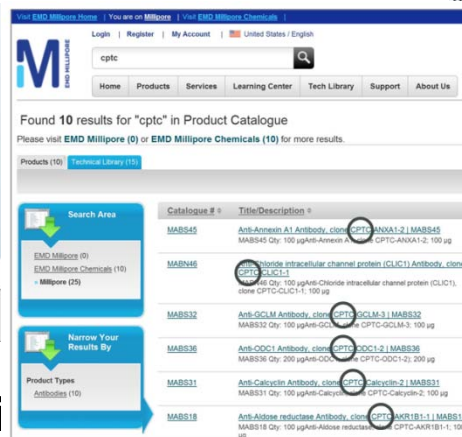 Visit EMD Millipore Home | You are on Millipore | Visit EMD Millipore Chemicals |
Login | Register | My Account | United States / English
M
EMD MILLIPORE
cptc
Home Products Services Learning Center Tech Library Support About Us
Found 10 results for "cptc" in Product Catalogue
Please visit EMD Millipore (0) or EMD Millipore Chemicals (10) for more results.
Products (10) Technical Library (15)
Search Area
EMD Millipore (0)
EMD Millipore Chemicals (10)
Millipore (25)
Narrow Your
Results By
Product Types
Antibodies (10)
Catalogue # Title/Description
MABS45 Anti-Annexin A1 Antibody, clone CPTC-ANXA1-2 | MABS45
MABS45 Qty: 100 µgAnti-Annexin A1, clone CPTC-ANXA1-2; 100 µg
MABN46 Anti-Chloride intracellular channel protein (CLIC1) Antibody, clone
CPTC-CLIC1-1
MABN46 Qty: 100 µgAnti-Chloride intracellular channel protein (CLIC1),
clone CPTC-CLIC1-1; 100 µg
MABS32 Anti-GCLM Antibody, clone CPTC-GCLM-3 | MABS32
MABS32 Qty: 100 µgAnti-GCLM, clone CPTC-GCLM-3; 100 µg
MABS36 Anti-ODC1 Antibody, clone CPTC-ODC1-2 | MABS36
MABS36 Qty: 200 µgAnti-ODC1, clone CPTC-ODC1-2); 200 µg
MABS31 Anti-Calcyclin Antibody, clone CPTC-Calcyclin-2 | MABS31
MABS31 Qty: 100 µgAnti-Calcyclin, clone CPTC-Calcyclin-2; 100 µg
MABS18 Anti-Aldose reductase Antibody, clone CPTC-AKR1B1-1 | MABS1
MABS18 Qty: 100 µgAnti-Aldose reductase, clone CPTC-AKR1B1-1; 100
µg